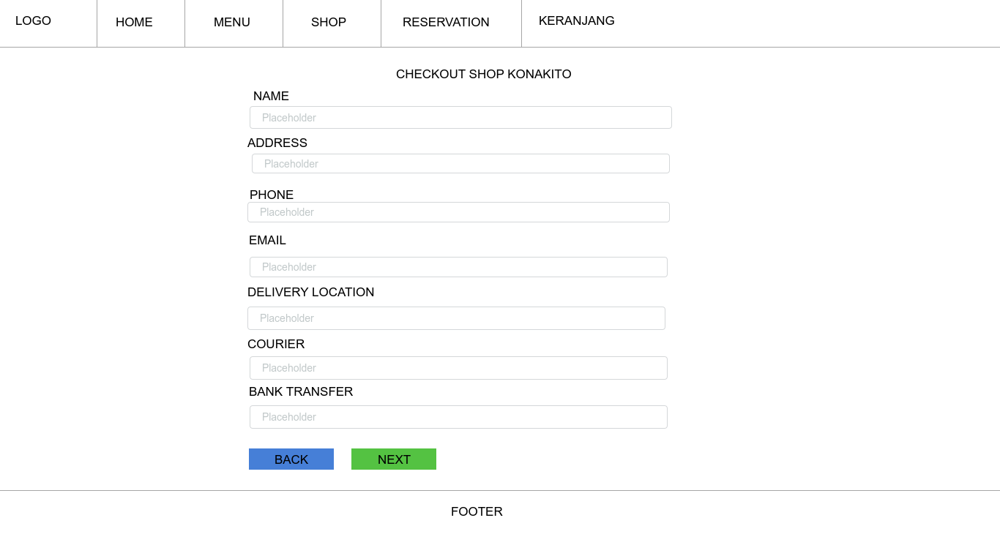 LOGO HOME MENU SHOP RESERVATION KERANJANG
CHECKOUT SHOP KONAKITO
NAME
Placeholder
ADDRESS
Placeholder
PHONE
Placeholder
EMAIL
Placeholder
DELIVERY LOCATION
Placeholder
COURIER
Placeholder
BANK TRANSFER
Placeholder
BACK NEXT
FOOTER